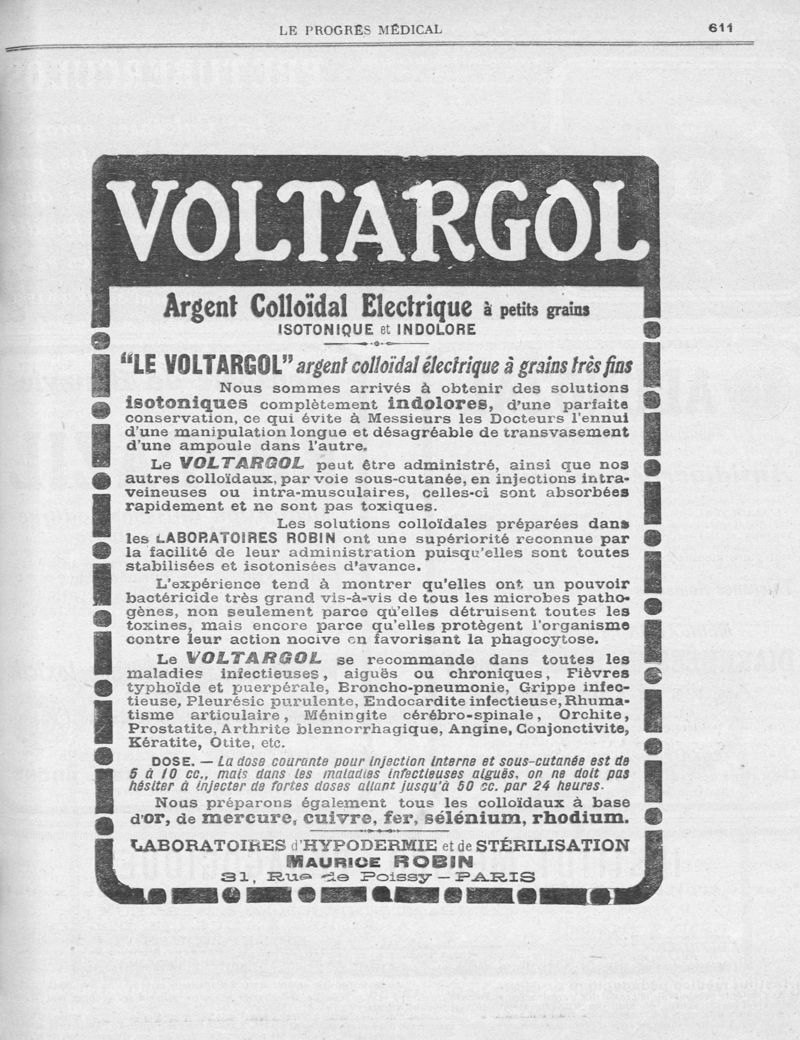 LE PROGRÈS MÉDICAL
611
VOLTARGOL
Argent Colloïdal Electrique à petits grains
ISOTONIQUE et INDOLORE
“LE VOLTARGOL” argent colloïdal électrique à grains très fins
Nous sommes arrivés à obtenir des solutions
isotoniques complètement indolores, d'une parfaite
conservation, ce qui évite à Messieurs les Docteurs l'ennui
d'une manipulation longue et désagréable de transvasement
d'une ampoule dans l'autre.
Le VOLTARGOL peut être administré, ainsi que nos
autres colloïdaux, par voie sous-cutanée, en injections intra-
veineuses ou intra-musculaires, celles-ci sont absorbées
rapidement et ne sont pas toxiques.
Les solutions colloïdales préparées dans
les LABORATOIRES ROBIN ont une supériorité reconnue par
la facilité de leur administration puisqu'elles sont toutes
stabilisées et isotonisées d'avance.
L'expérience tend à montrer qu'elles ont un pouvoir
bactéricide très grand vis-à-vis de tous les microbes patho-
gènes, non seulement parce qu'elles détruisent toutes les
toxines, mais encore parce qu'elles protègent l'organisme
contre leur action nocive en favorisant la phagocytose.
Le VOLTARGOL se recommande dans toutes les
maladies infectieuses, aiguës ou chroniques, Fièvres
typhoïde et puerpérale, Broncho-pneumonie, Grippe infec-
tieuse, Pleurésie purulente, Endocardite infectieuse, Rhuma-
tisme articulaire, Méningite cérébro-spinale, Orchite,
Prostatite, Arthrite blennorrhagique, Angine, Conjonctivite,
Kératite, Otite, etc.
DOSE. — La dose courante pour injection interne et sous-cutanée est de
5 à 10 cc., mais dans les maladies infectieuses aiguës, on ne doit pas
hésiter à injecter de fortes doses allant jusqu'à 50 cc. par 24 heures.
Nous préparons également tous les colloïdaux à base
d'or, de mercure, cuivre, fer, sélénium, rhodium.
LABORATOIRES d'HYPODERMIE et de STÉRILISATION
MAURICE ROBIN
31, Rue de Poissy — PARIS